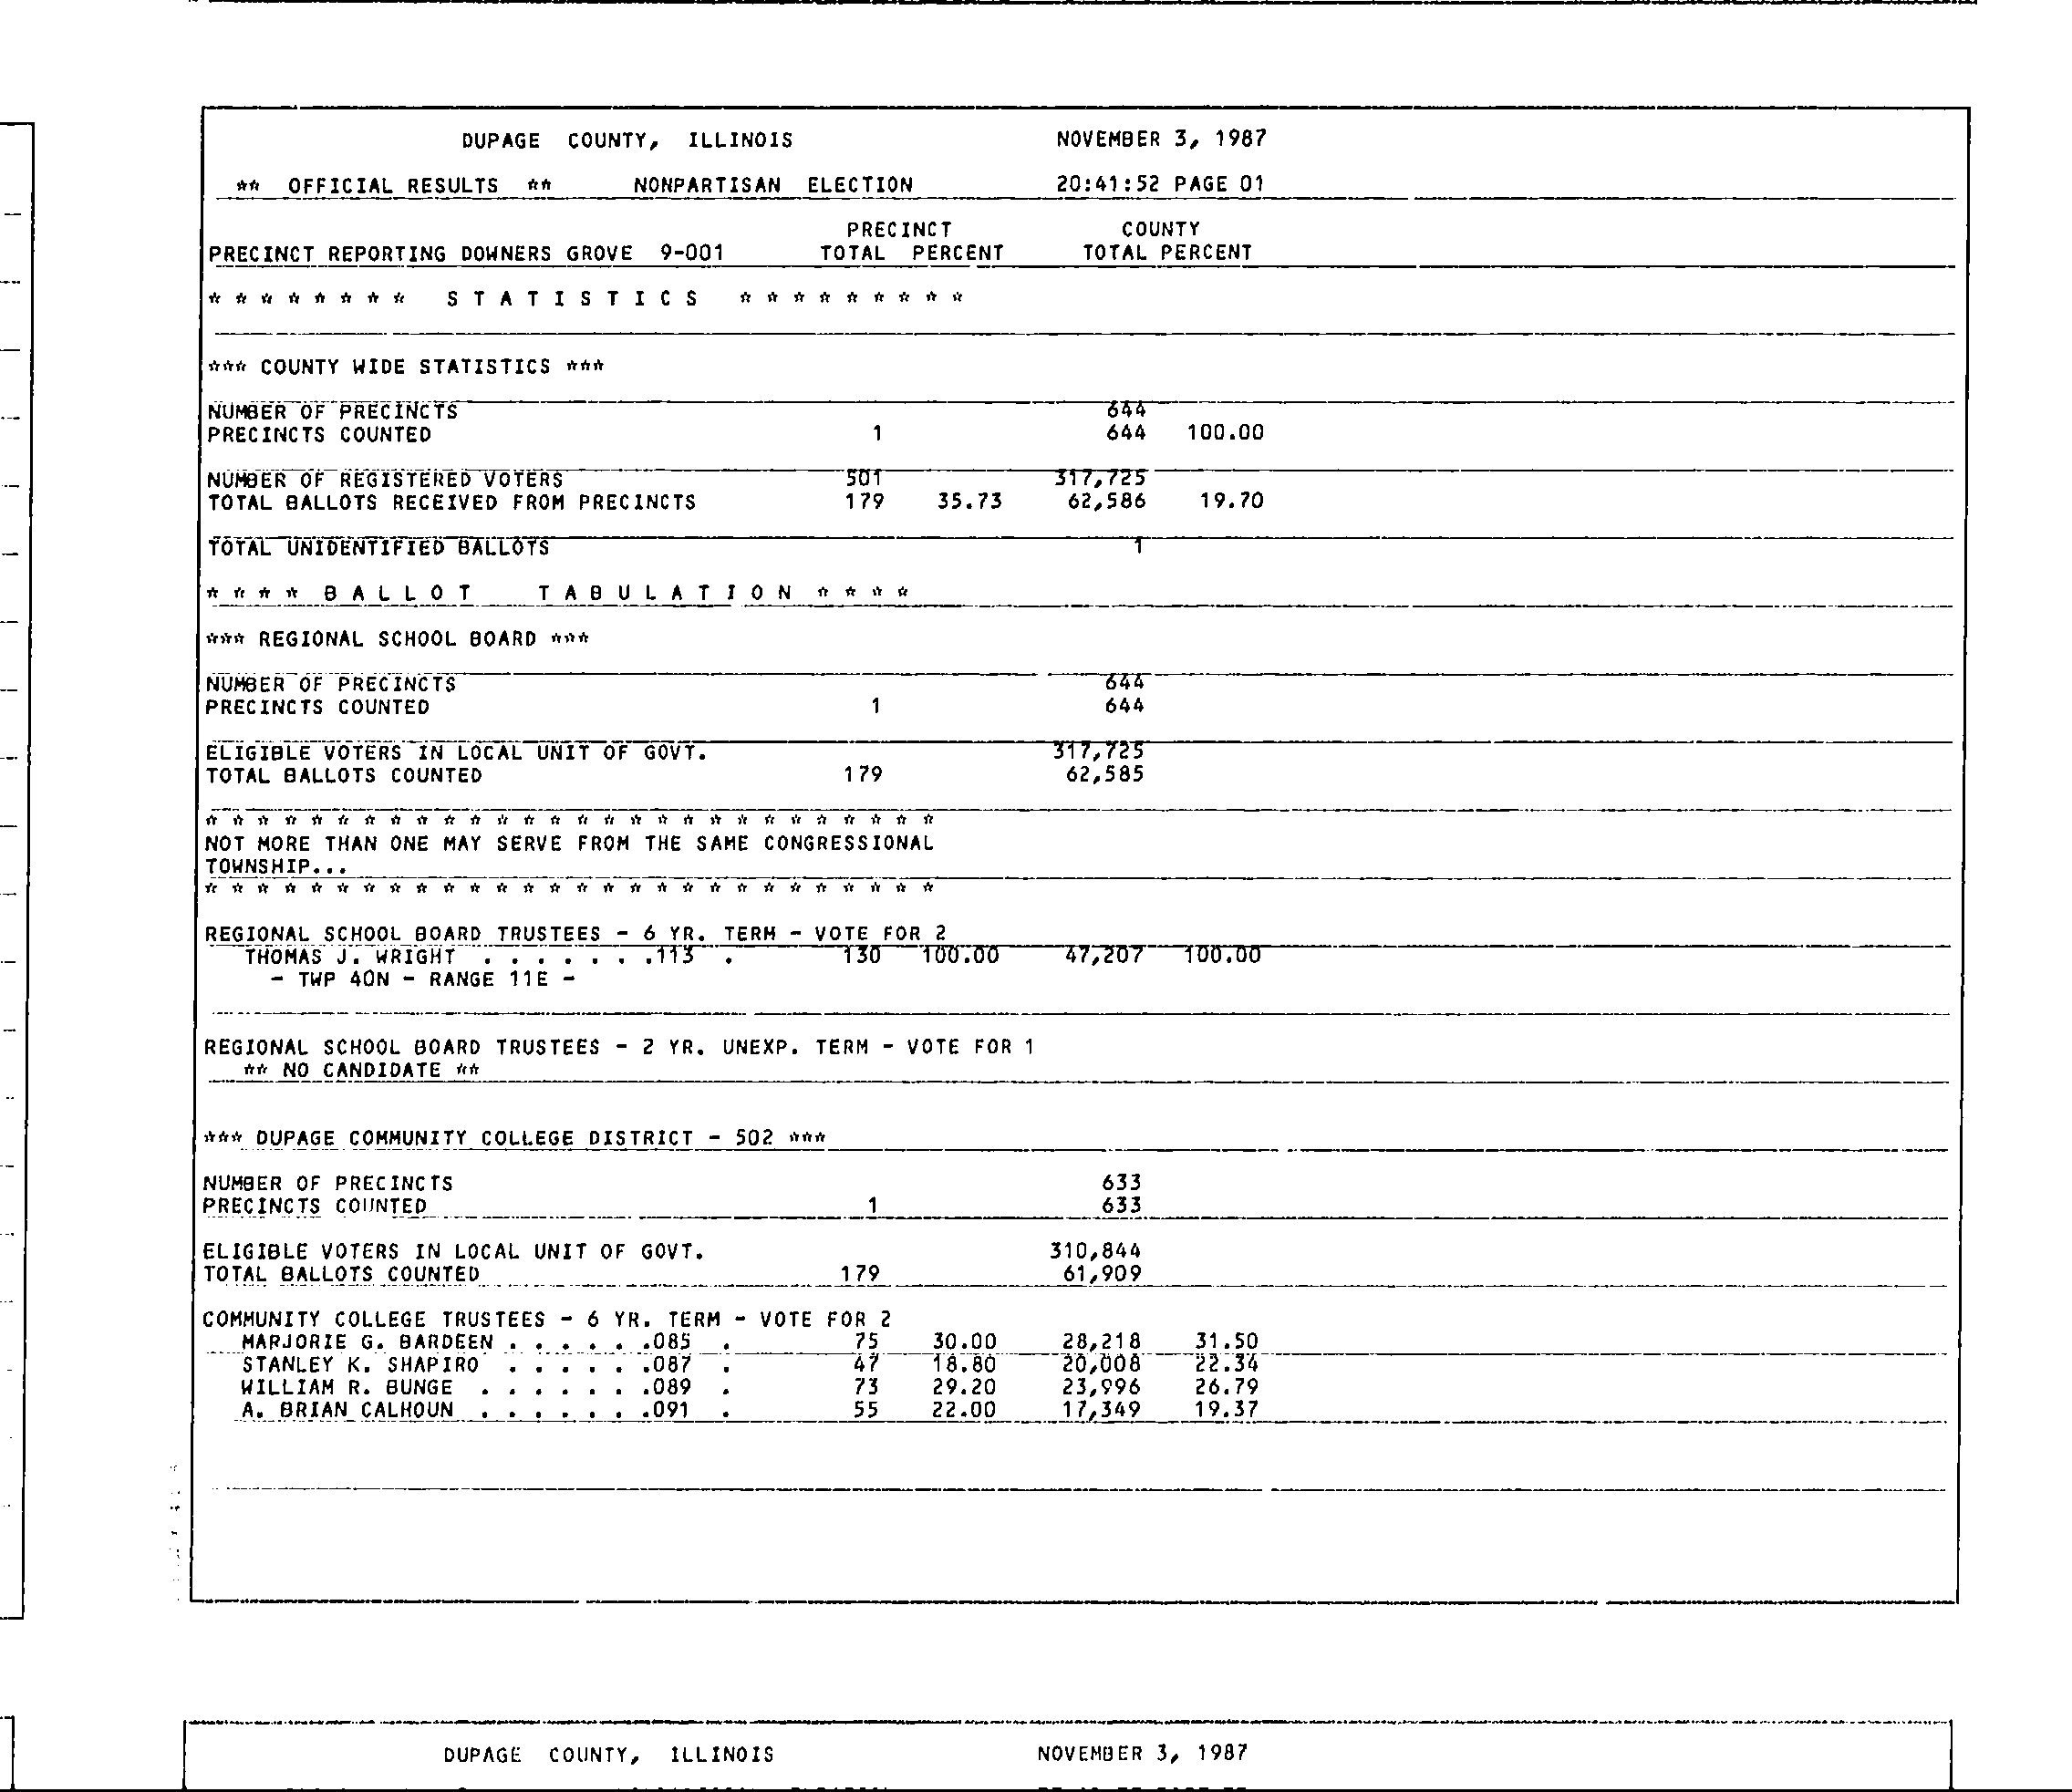 DUPAGE COUNTY, ILLINOIS NOVEMBER 3, 1987
** OFFICIAL RESULTS ** NONPARTISAN ELECTION 20:41:52 PAGE 01
PRECINCT COUNTY
PRECINCT REPORTING DOWNERS GROVE 9-001 TOTAL PERCENT TOTAL PERCENT
* * * * * * * * S T A T I S T I C S * * * * * * * * *
*** COUNTY WIDE STATISTICS ***
NUMBER OF PRECINCTS 644
PRECINCTS COUNTED 1 644 100.00
NUMBER OF REGISTERED VOTERS 501 317,725
TOTAL BALLOTS RECEIVED FROM PRECINCTS 179 35.73 62,586 19.70
TOTAL UNIDENTIFIED BALLOTS 1
* * * * B A L L O T T A B U L A T I O N * * * *
*** REGIONAL SCHOOL BOARD ***
NUMBER OF PRECINCTS 644
PRECINCTS COUNTED 1 644
ELIGIBLE VOTERS IN LOCAL UNIT OF GOVT. 317,725
TOTAL BALLOTS COUNTED 179 62,585
* * * * * * * * * * * * * * * * * * * * * * * * * * * *
NOT MORE THAN ONE MAY SERVE FROM THE SAME CONGRESSIONAL
TOWNSHIP...
* * * * * * * * * * * * * * * * * * * * * * * * * * * *
REGIONAL SCHOOL BOARD TRUSTEES - 6 YR. TERM - VOTE FOR 2
THOMAS J. WRIGHT . . . . . . .113 . 130 100.00 47,207 100.00
- TWP 40N - RANGE 11E -
REGIONAL SCHOOL BOARD TRUSTEES - 2 YR. UNEXP. TERM - VOTE FOR 1
** NO CANDIDATE **
*** DUPAGE COMMUNITY COLLEGE DISTRICT - 502 ***
NUMBER OF PRECINCTS 633
PRECINCTS COUNTED 1 633
ELIGIBLE VOTERS IN LOCAL UNIT OF GOVT. 310,844
TOTAL BALLOTS COUNTED 179 61,909
COMMUNITY COLLEGE TRUSTEES - 6 YR. TERM - VOTE FOR 2
MARJORIE G. BARDEEN . . . . . .085 . 75 30.00 28,218 31.50
STANLEY K. SHAPIRO . . . . . .087 . 47 18.80 20,008 22.34
WILLIAM R. BUNGE . . . . . . .089 . 73 29.20 23,996 26.79
A. BRIAN CALHOUN . . . . . . .091 . 55 22.00 17,349 19.37
DUPAGE COUNTY, ILLINOIS NOVEMBER 3, 1987